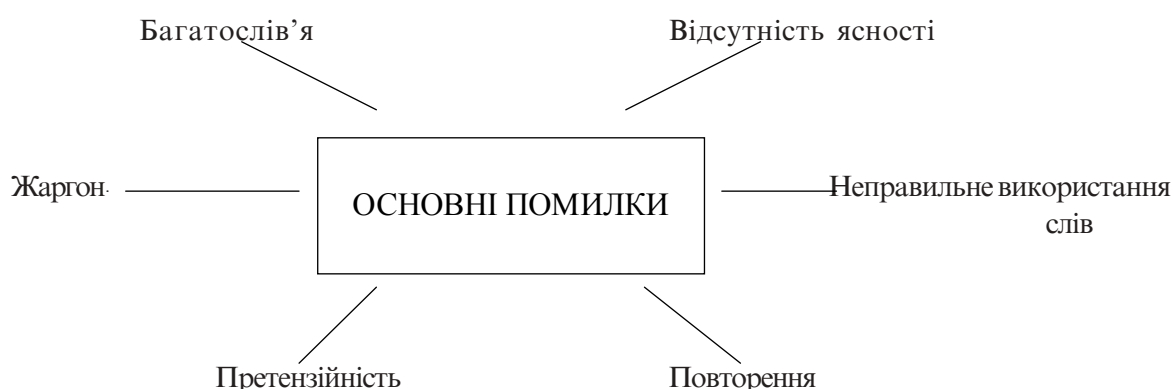 Багатослів’я
Відсутність ясності
Жаргон
ОСНОВНІ ПОМИЛКИ
Неправильне використання
слів
Претензійність
Повторення